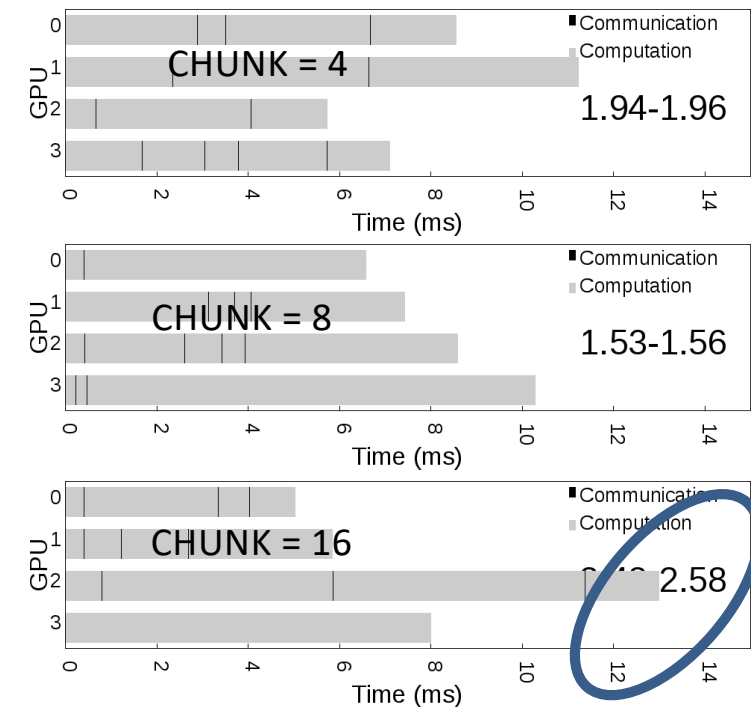 0
Communication
Computation
CHUNK = 4
1
GPU
2
1.94-1.96
3
0 2 4 6 8 10 12 14
Time (ms)
0
Communication
Computation
1
GPU
CHUNK = 8
2
1.53-1.56
3
0 2 4 6 8 10 12 14
Time (ms)
0
Communication
Computation
1
GPU
CHUNK = 16
2
2.58
3
0 2 4 6 8 10 12 14
Time (ms)